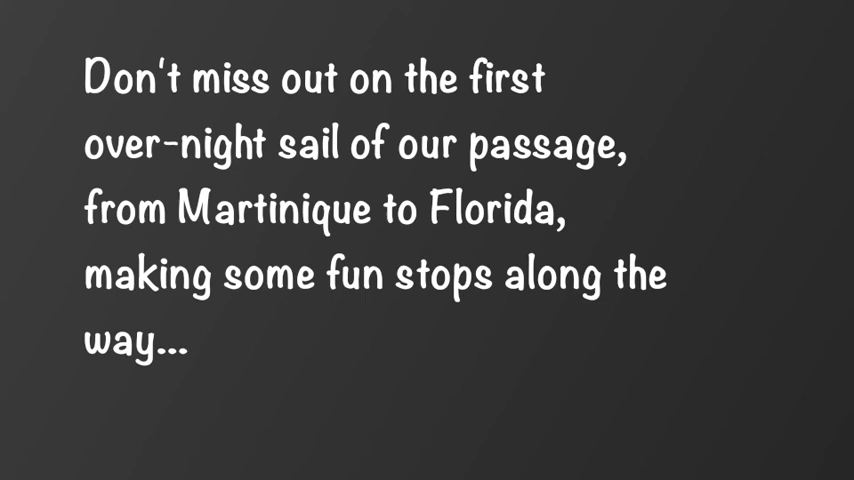 Don't miss out on the first
over-night sail of our passage,
from Martinique to Florida,
making some fun stops along the
way...